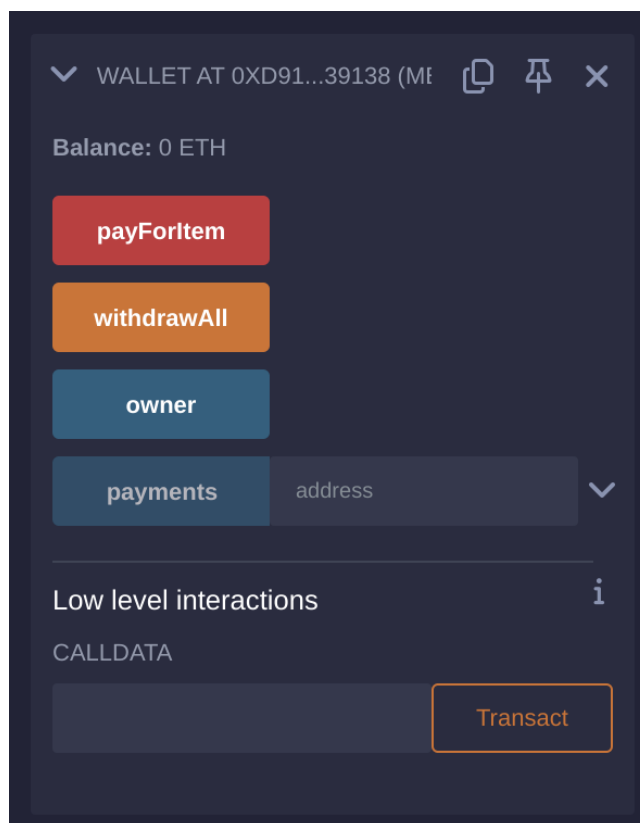 WALLET AT 0XD91...39138 (ME
Balance: 0 ETH
payForItem
withdrawAll
owner
payments address
Low level interactions
CALLDATA
Transact